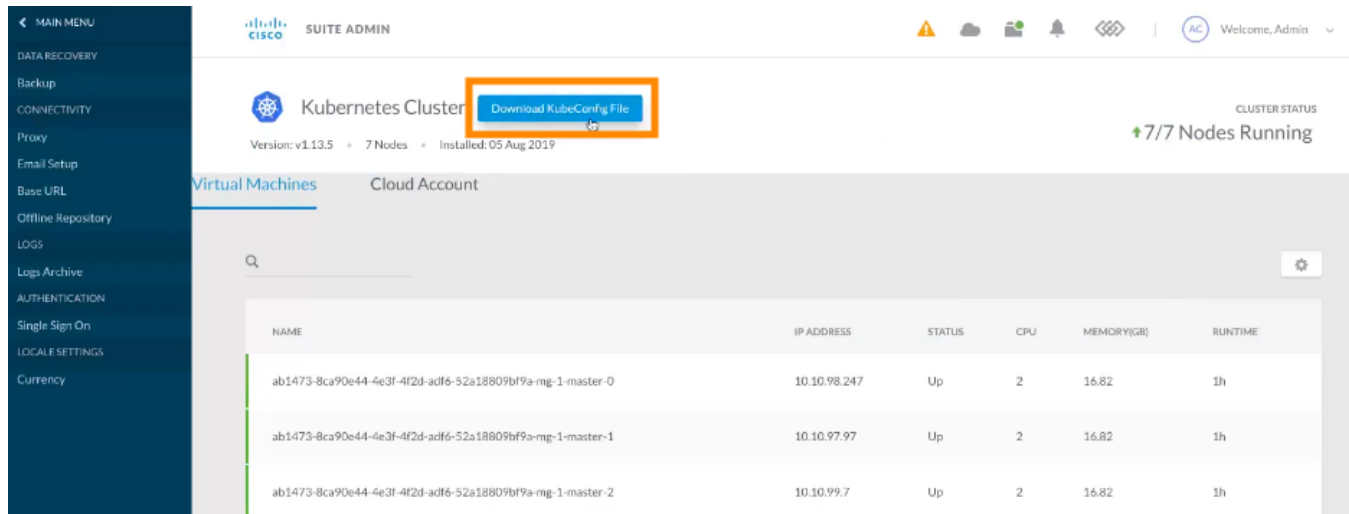 MAIN MENU
DATA RECOVERY
Backup
CONNECTIVITY
Proxy
Email Setup
Base URL
Offline Repository
LOGS
Logs Archive
AUTHENTICATION
Single Sign On
LOCALE SETTINGS
Currency
CISCO SUITE ADMIN
AC Welcome, Admin
Kubernetes Cluster Download KubeConfig File
Version: v1.13.5 7 Nodes Installed: 05 Aug 2019
CLUSTER STATUS
7/7 Nodes Running
Virtual Machines Cloud Account
NAME IP ADDRESS STATUS CPU MEMORY(GB) RUNTIME
ab1473-8ca90e44-4e3f-4f2d-adf6-52a18809bf9a-mg-1-master-0 10.10.98.247 Up 2 16.82 1h
ab1473-8ca90e44-4e3f-4f2d-adf6-52a18809bf9a-mg-1-master-1 10.10.97.97 Up 2 16.82 1h
ab1473-8ca90e44-4e3f-4f2d-adf6-52a18809bf9a-mg-1-master-2 10.10.99.7 Up 2 16.82 1h